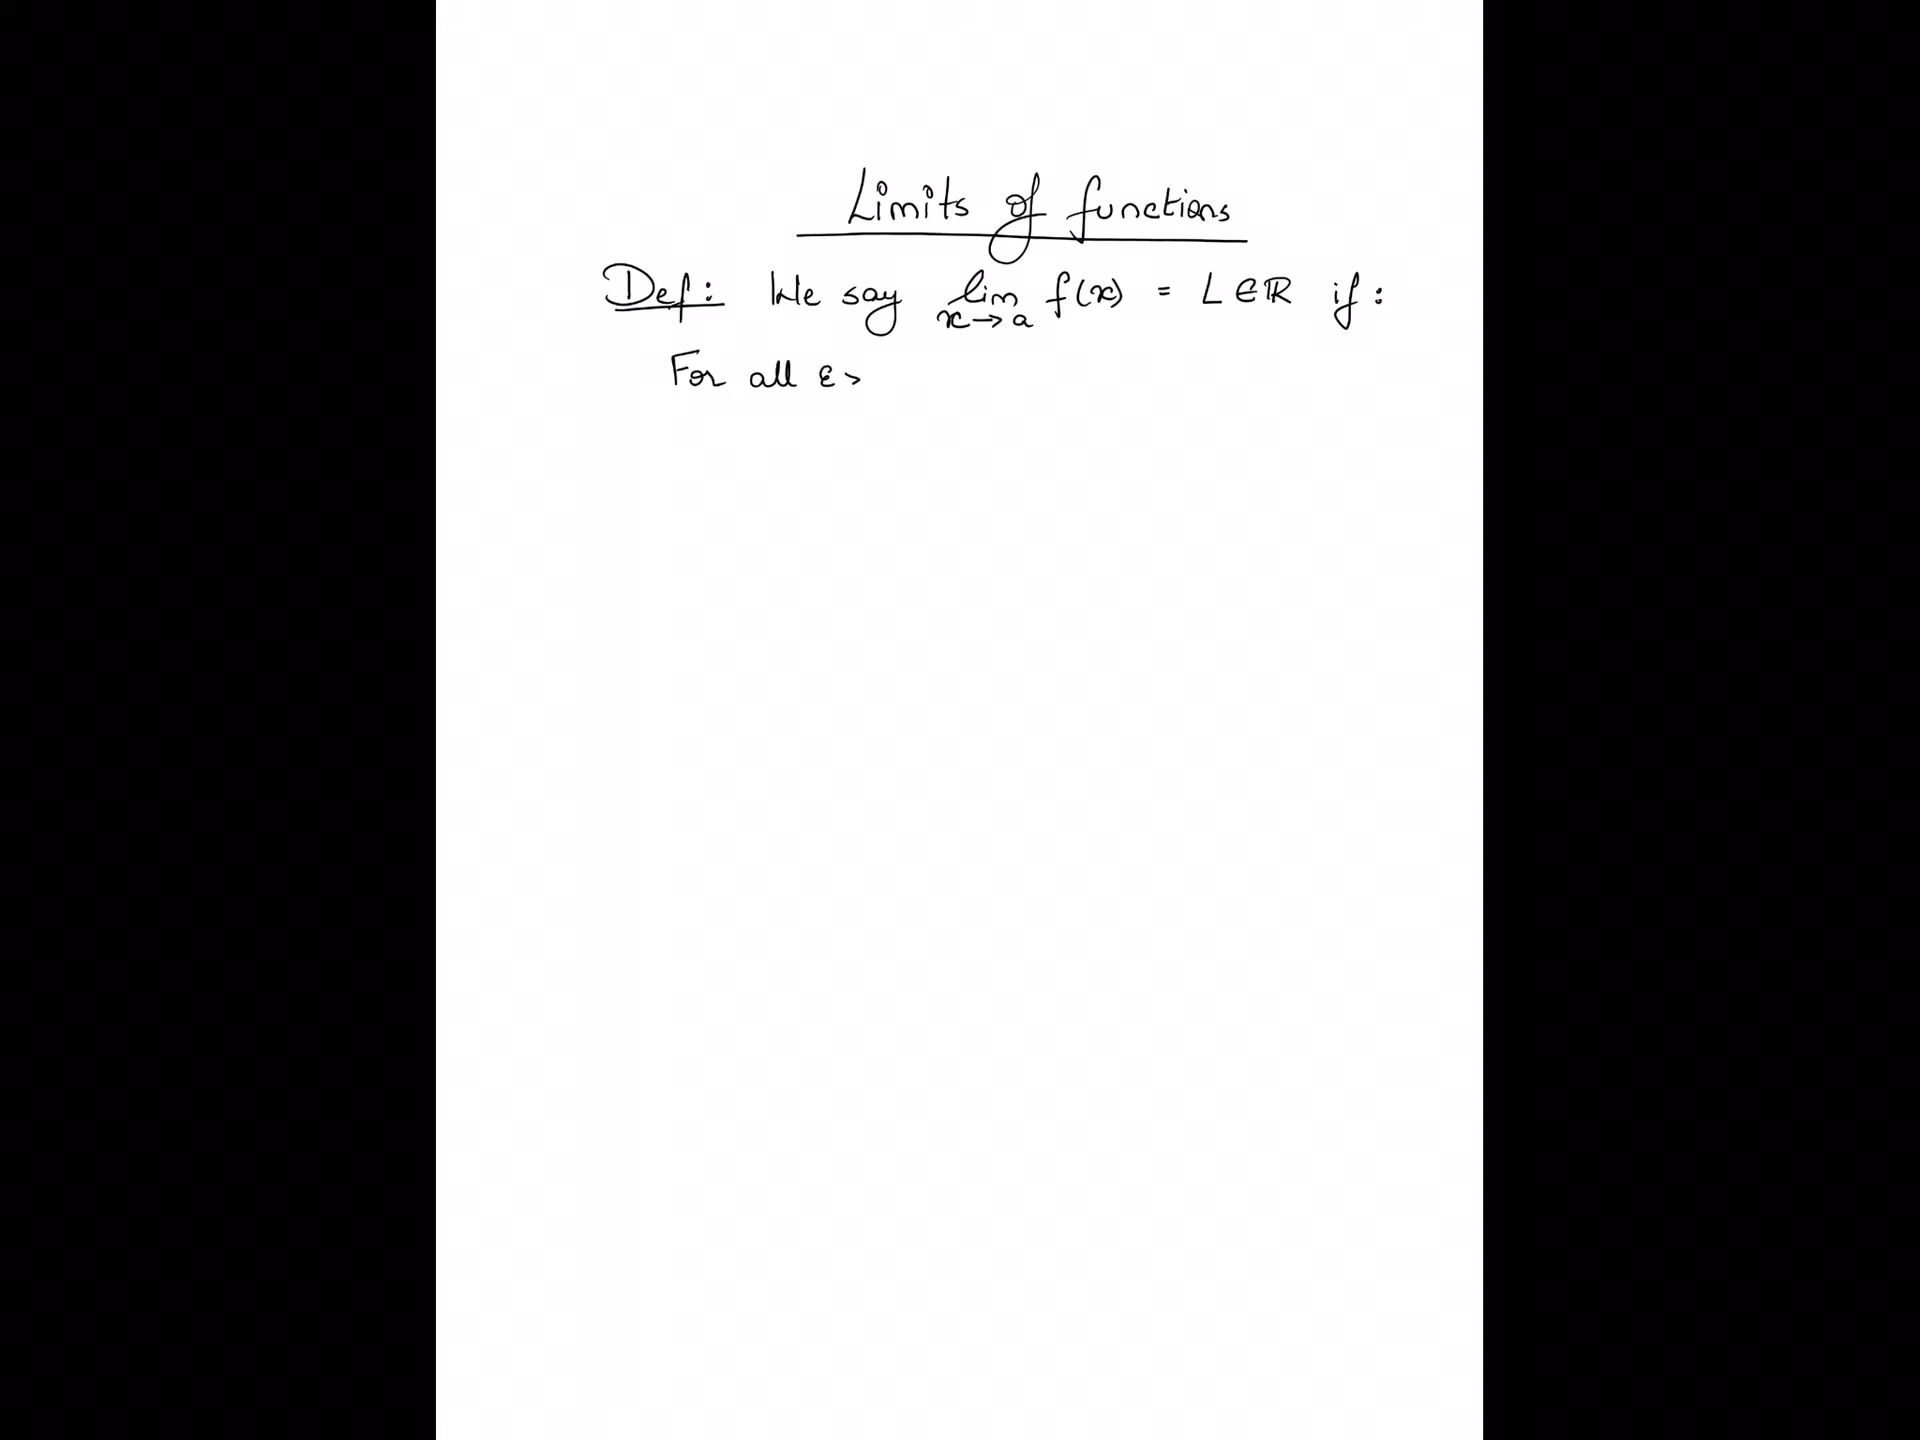 Limits of functions
Def: We say lim x→a f(x) = L ∈ ℝ if:
For all ε >